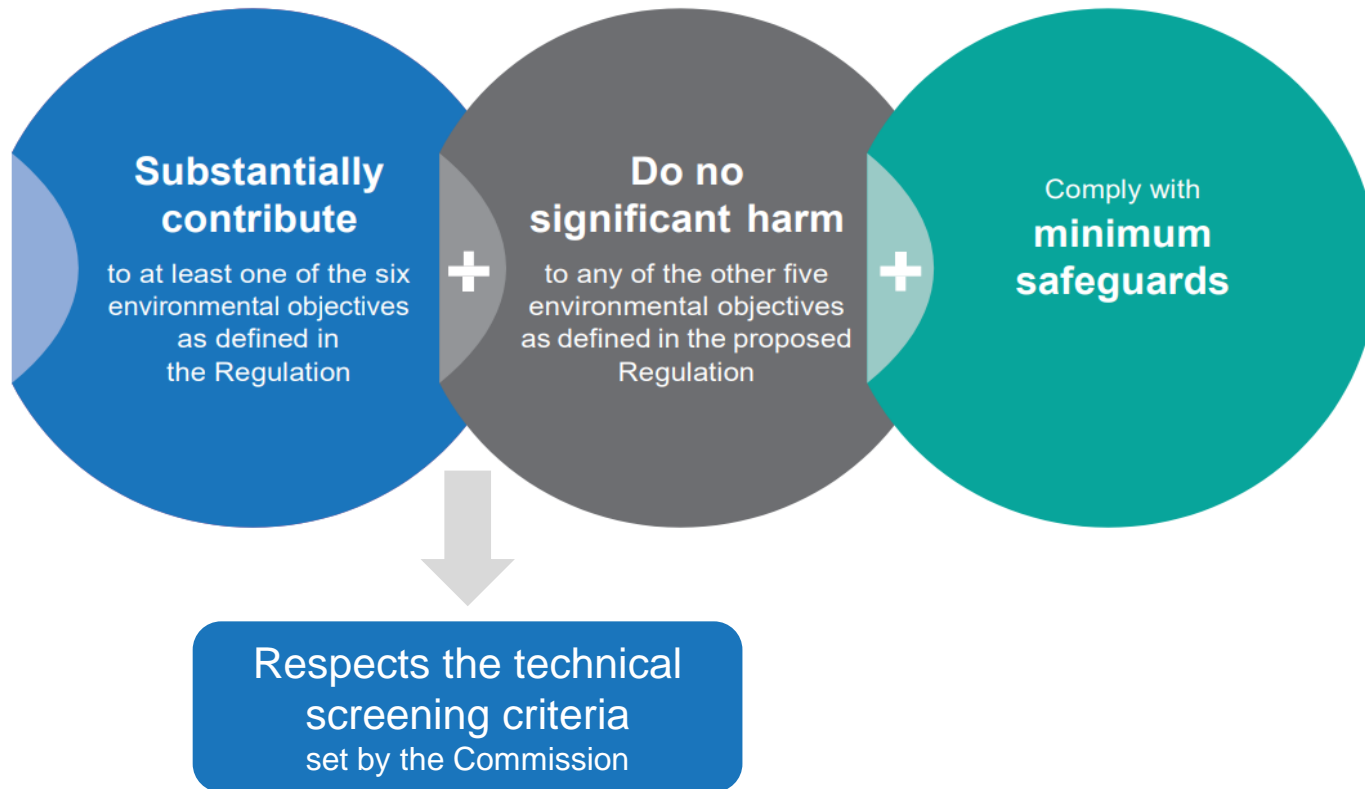 Substantially
contribute
to at least one of the six
environmental objectives
as defined in
the Regulation
+
Do no
significant harm
to any of the other five
environmental objectives
as defined in the proposed
Regulation
+
Comply with
minimum
safeguards
Respects the technical
screening criteria
set by the Commission